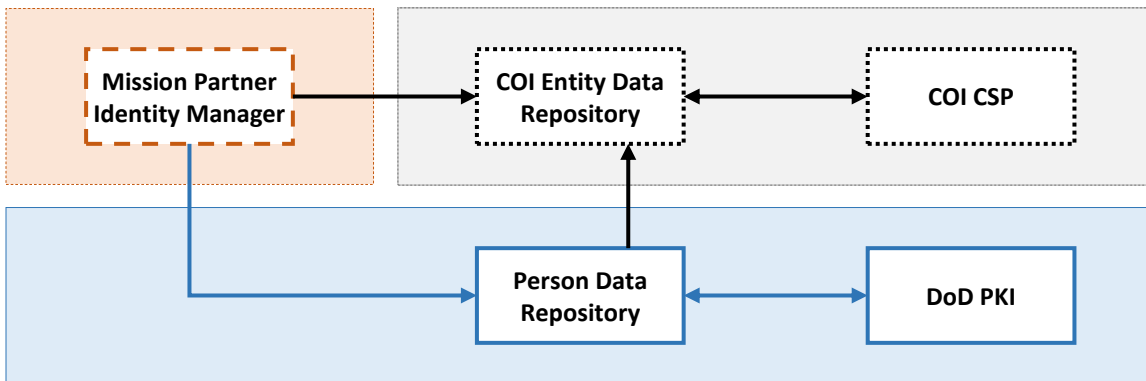 Mission Partner
Identity Manager
COI Entity Data
Repository
COI CSP
Person Data
Repository
DoD PKI